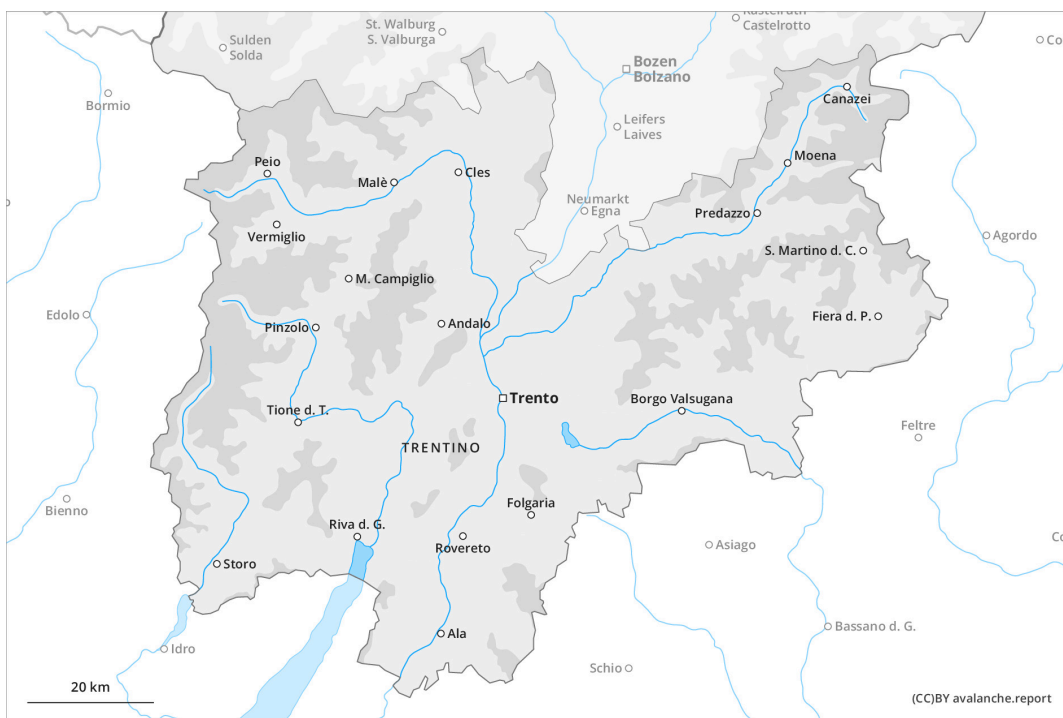 Kastelruth
Castelrotto
St. Walburg
S. Valburga
Sulden
Solda
Bozen
Bolzano
Bormio
Canazei
Leifers
Laives
Moena
Peio
Malè
Cles
Neumarkt
Egna
Predazzo
Vermiglio
S. Martino d. C.
Agordo
M. Campiglio
Edolo
Pinzolo
Andalo
Fiera d. P.
Trento
Borgo Valsugana
Tione d. T.
Feltre
TRENTINO
Bienno
Folgaria
Riva d. G.
Rovereto
Asiago
Storo
Ala
Bassano d. G.
Idro
Schio
20 km
(CC)BY avalanche.report